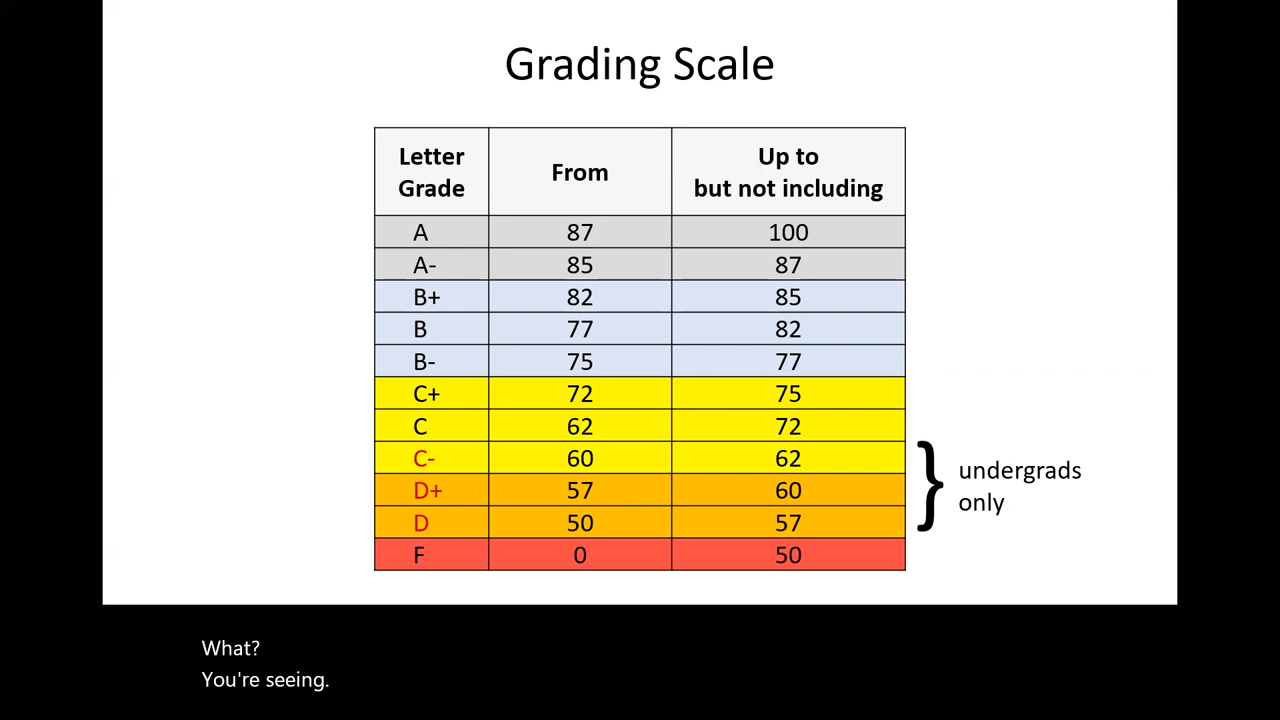 Grading Scale
Letter Grade From Up to but not including
A 87 100
A- 85 87
B+ 82 85
B 77 82
B- 75 77
C+ 72 75
C 62 72
C- 60 62
D+ 57 60
D 50 57
F 0 50
} undergrads
only
What?
You're seeing.